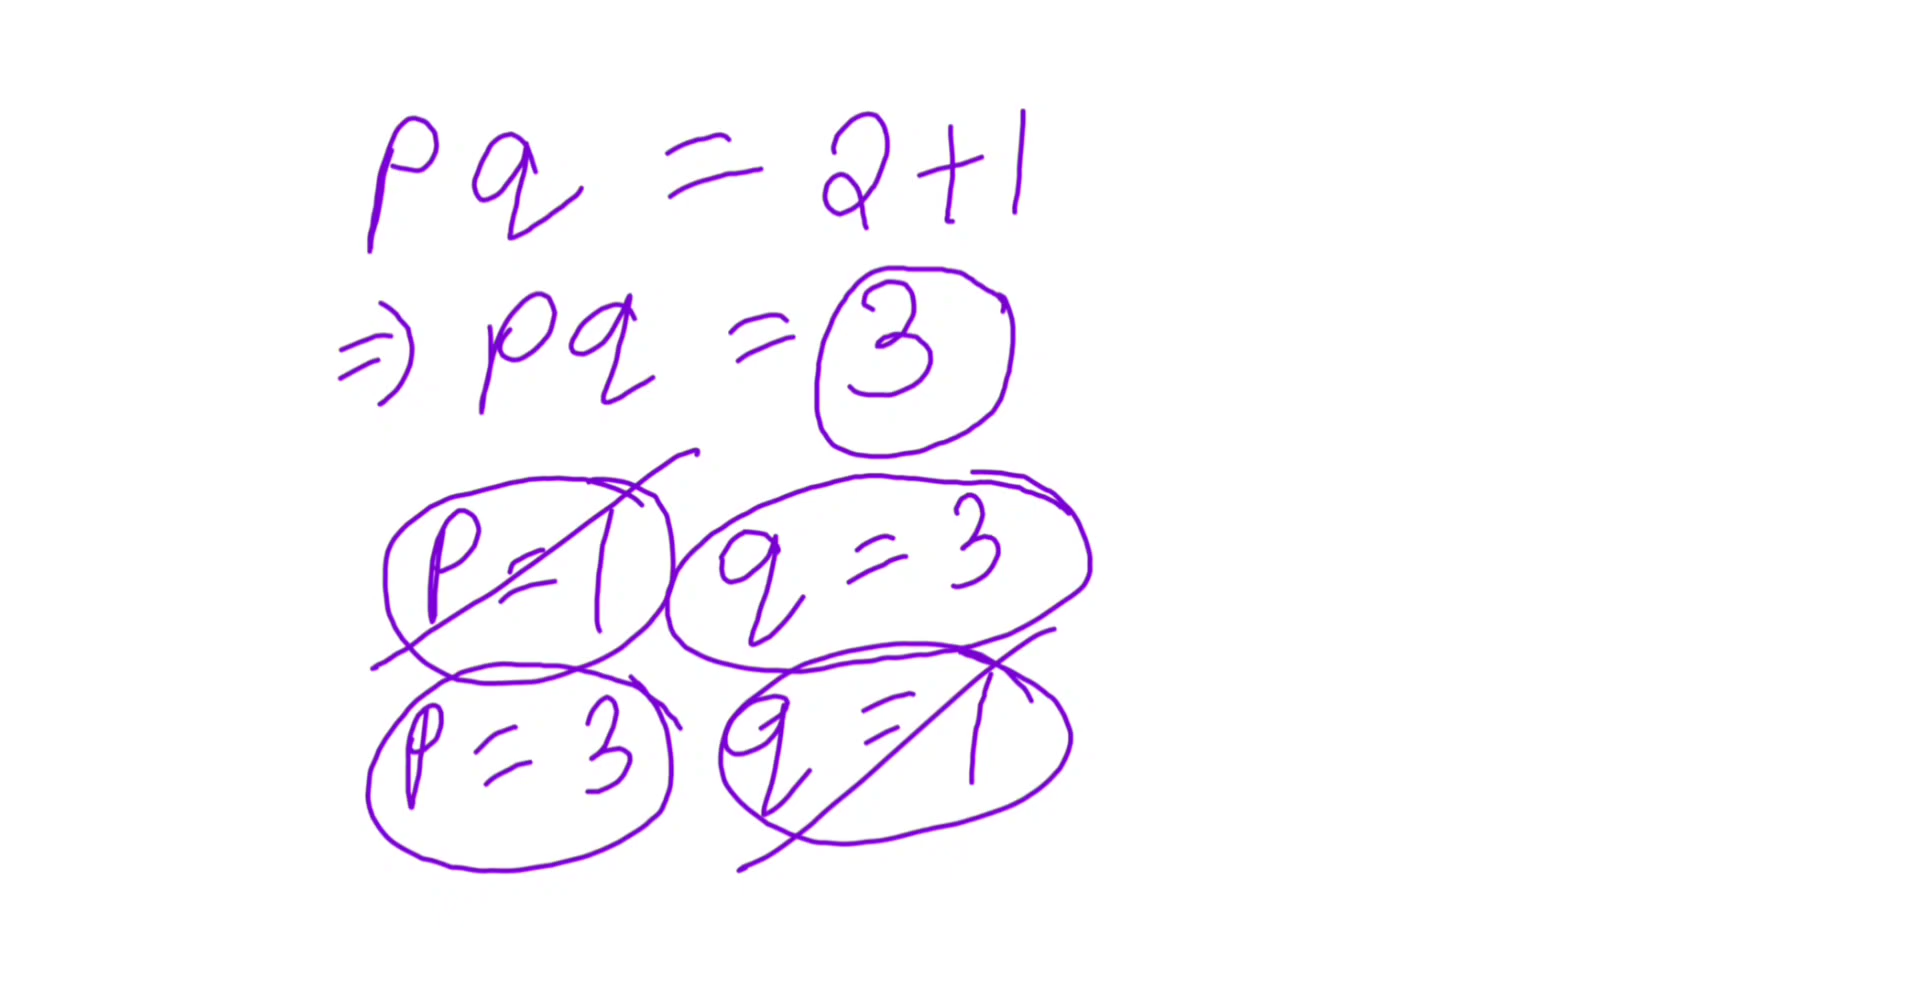 pq = 2+1
⇒ pq = 3
p = 1 q = 3
p = 3 q = 1